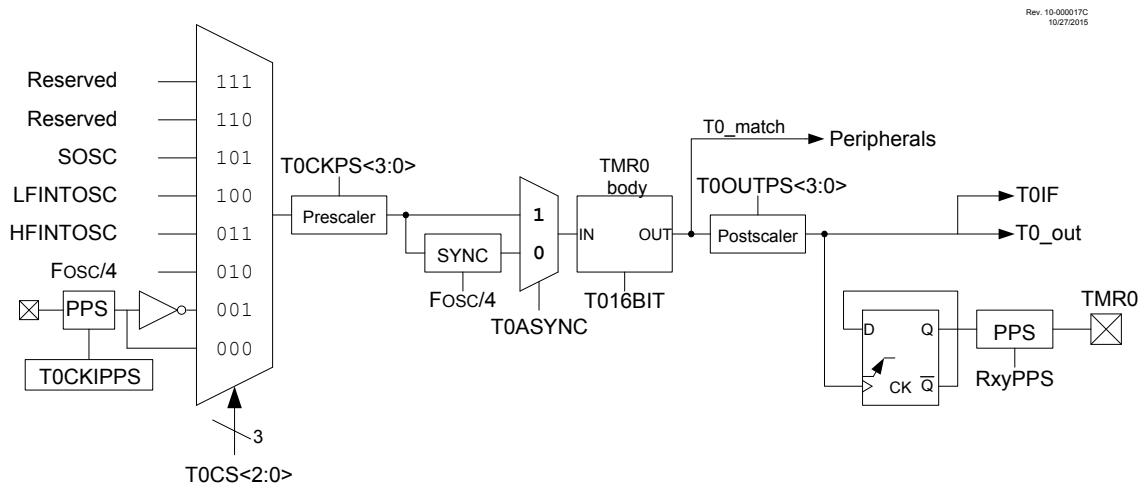 Rev. 10-000017C
10/27/2015
Reserved
111
Reserved
110
SOSC
101
LFINTOSC
100
HFINTOSC
011
FOSC/4
010
PPS
001
000
T0CKIPPS
3
T0CS<2:0>
T0CKPS<3:0>
Prescaler
SYNC
FOSC/4
1
0
T0ASYNC
TMR0
body
IN
OUT
T016BIT
T0_match
Peripherals
T0OUTPS<3:0>
Postscaler
T0IF
T0_out
D
Q
CK
Q̅
PPS
RxyPPS
TMR0